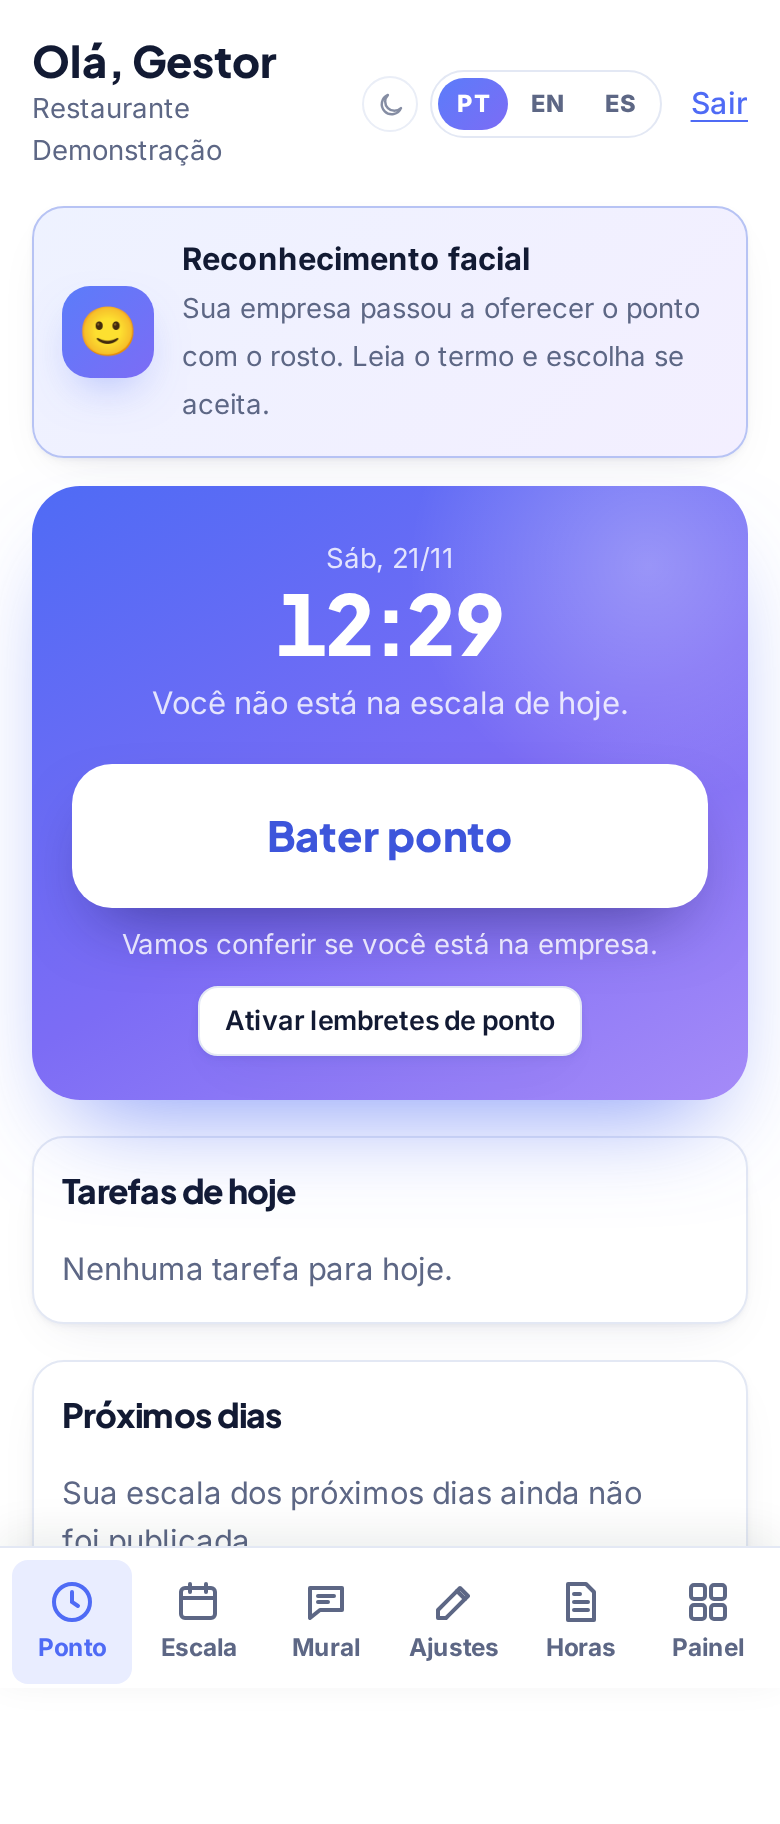 Olá, Gestor
Restaurante
Demonstração
PT
EN
ES
Sair
Reconhecimento facial
Sua empresa passou a oferecer o ponto
com o rosto. Leia o termo e escolha se
aceita.
Sáb, 21/11
12:29
Você não está na escala de hoje.
Bater ponto
Vamos conferir se você está na empresa.
Ativar lembretes de ponto
Tarefas de hoje
Nenhuma tarefa para hoje.
Próximos dias
Sua escala dos próximos dias ainda não
foi publicada
Ponto
Escala
Mural
Ajustes
Horas
Painel